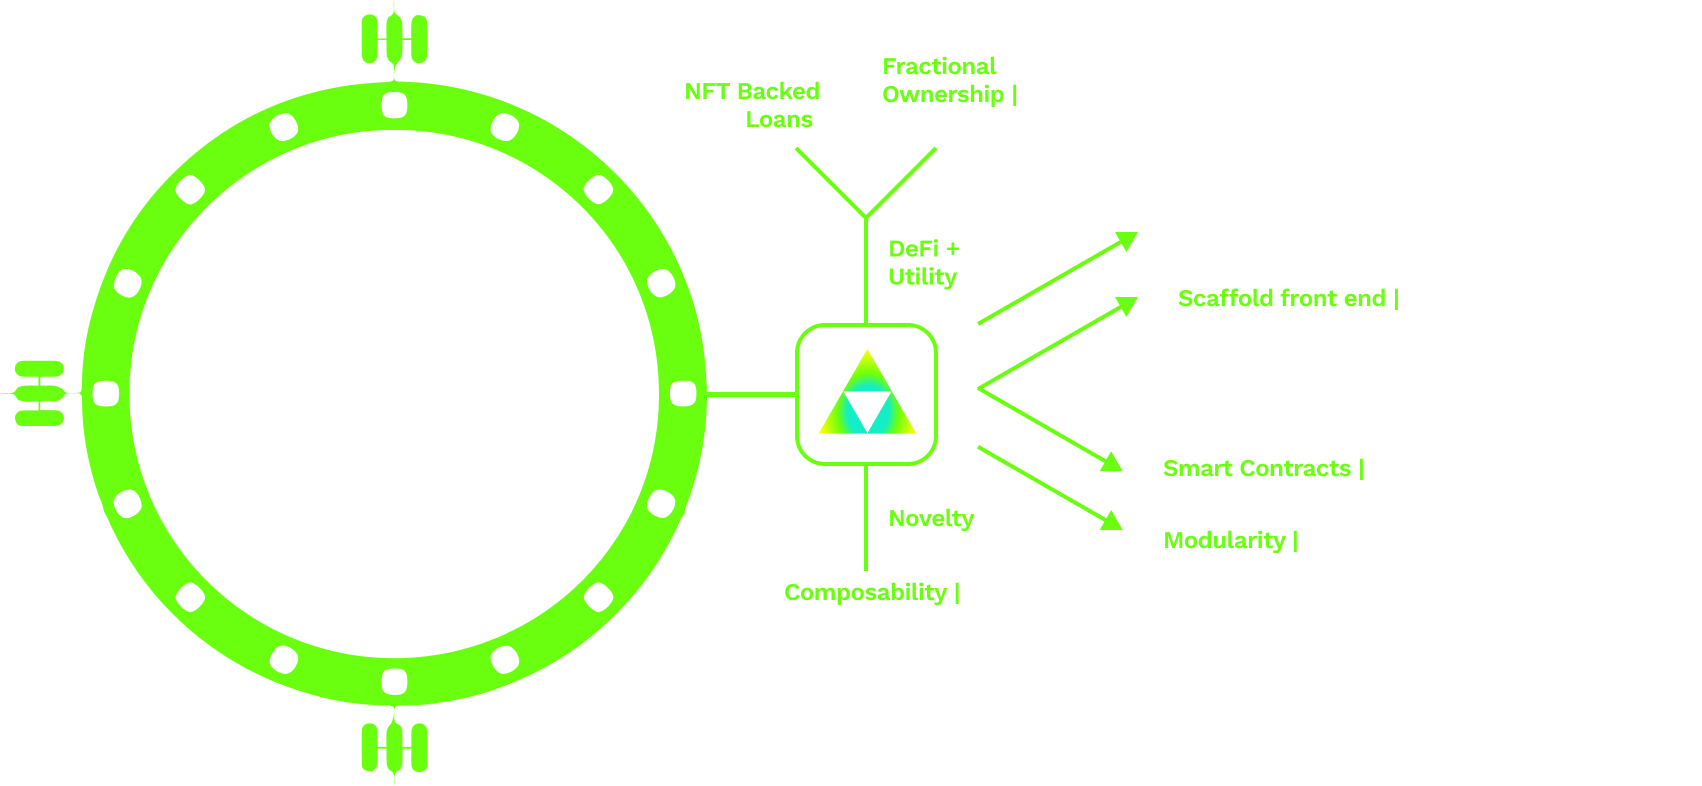 NFT Backed
Loans
Fractional
Ownership |
DeFi +
Utility
Scaffold front end |
Smart Contracts |
Novelty
Modularity |
Composability |